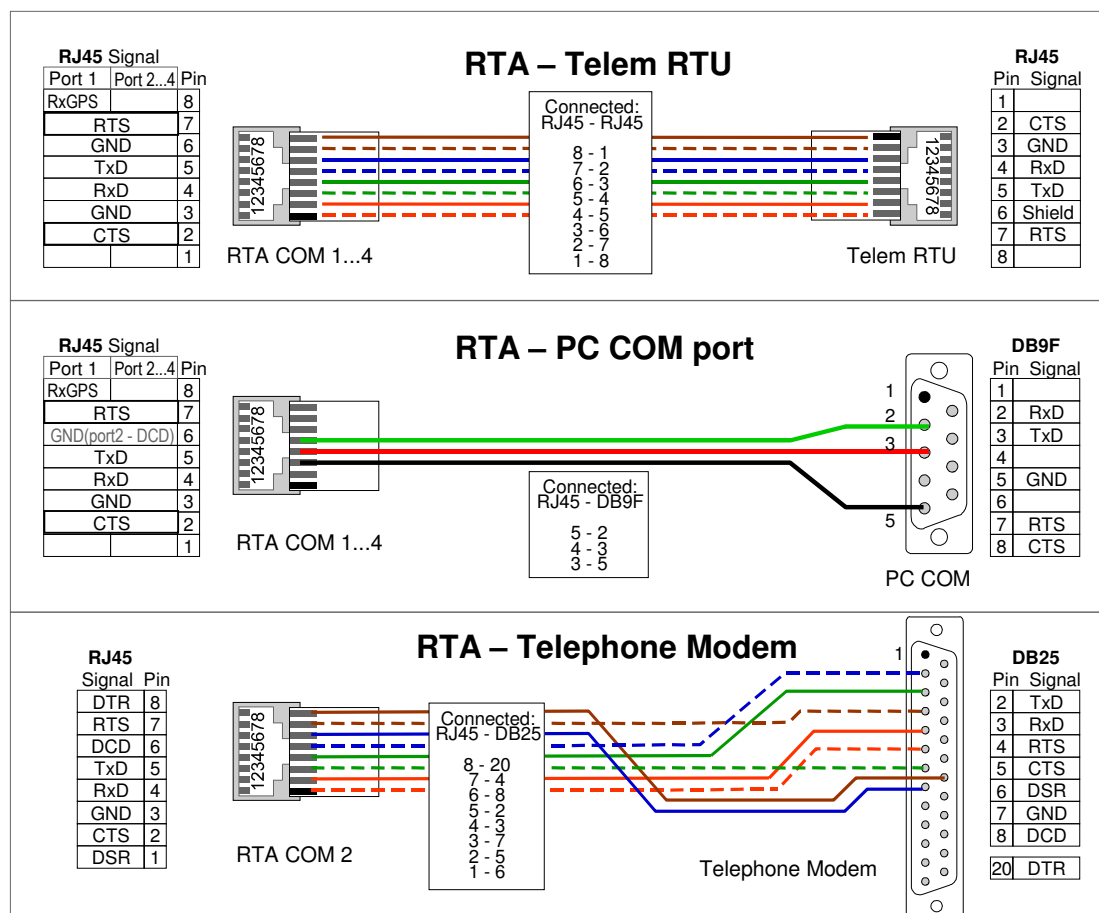 RTA – Telem RTU
RJ45 Signal
Port 1 Port 2...4 Pin
RxGPS 8
RTS 7
GND 6
TxD 5
RxD 4
GND 3
CTS 2
1
12345678
RTA COM 1...4
Connected:
RJ45 - RJ45
8 - 1
7 - 2
6 - 3
5 - 4
4 - 5
3 - 6
2 - 7
1 - 8
12345678
Telem RTU
RJ45
Pin Signal
1
2 CTS
3 GND
4 RxD
5 TxD
6 Shield
7 RTS
8
RTA – PC COM port
RJ45 Signal
Port 1 Port 2...4 Pin
RxGPS 8
RTS 7
GND(port2 - DCD) 6
TxD 5
RxD 4
GND 3
CTS 2
1
12345678
RTA COM 1...4
Connected:
RJ45 - DB9F
5 - 2
4 - 3
3 - 5
1
2
3
5
PC COM
DB9F
Pin Signal
1
2 RxD
3 TxD
4
5 GND
6
7 RTS
8 CTS
RTA – Telephone Modem
RJ45
Signal Pin
DTR 8
RTS 7
DCD 6
TxD 5
RxD 4
GND 3
CTS 2
DSR 1
12345678
RTA COM 2
Connected:
RJ45 - DB25
8 - 20
7 - 4
6 - 8
5 - 2
4 - 3
3 - 7
2 - 5
1 - 6
1
Telephone Modem
DB25
Pin Signal
2 TxD
3 RxD
4 RTS
5 CTS
6 DSR
7 GND
8 DCD
20 DTR